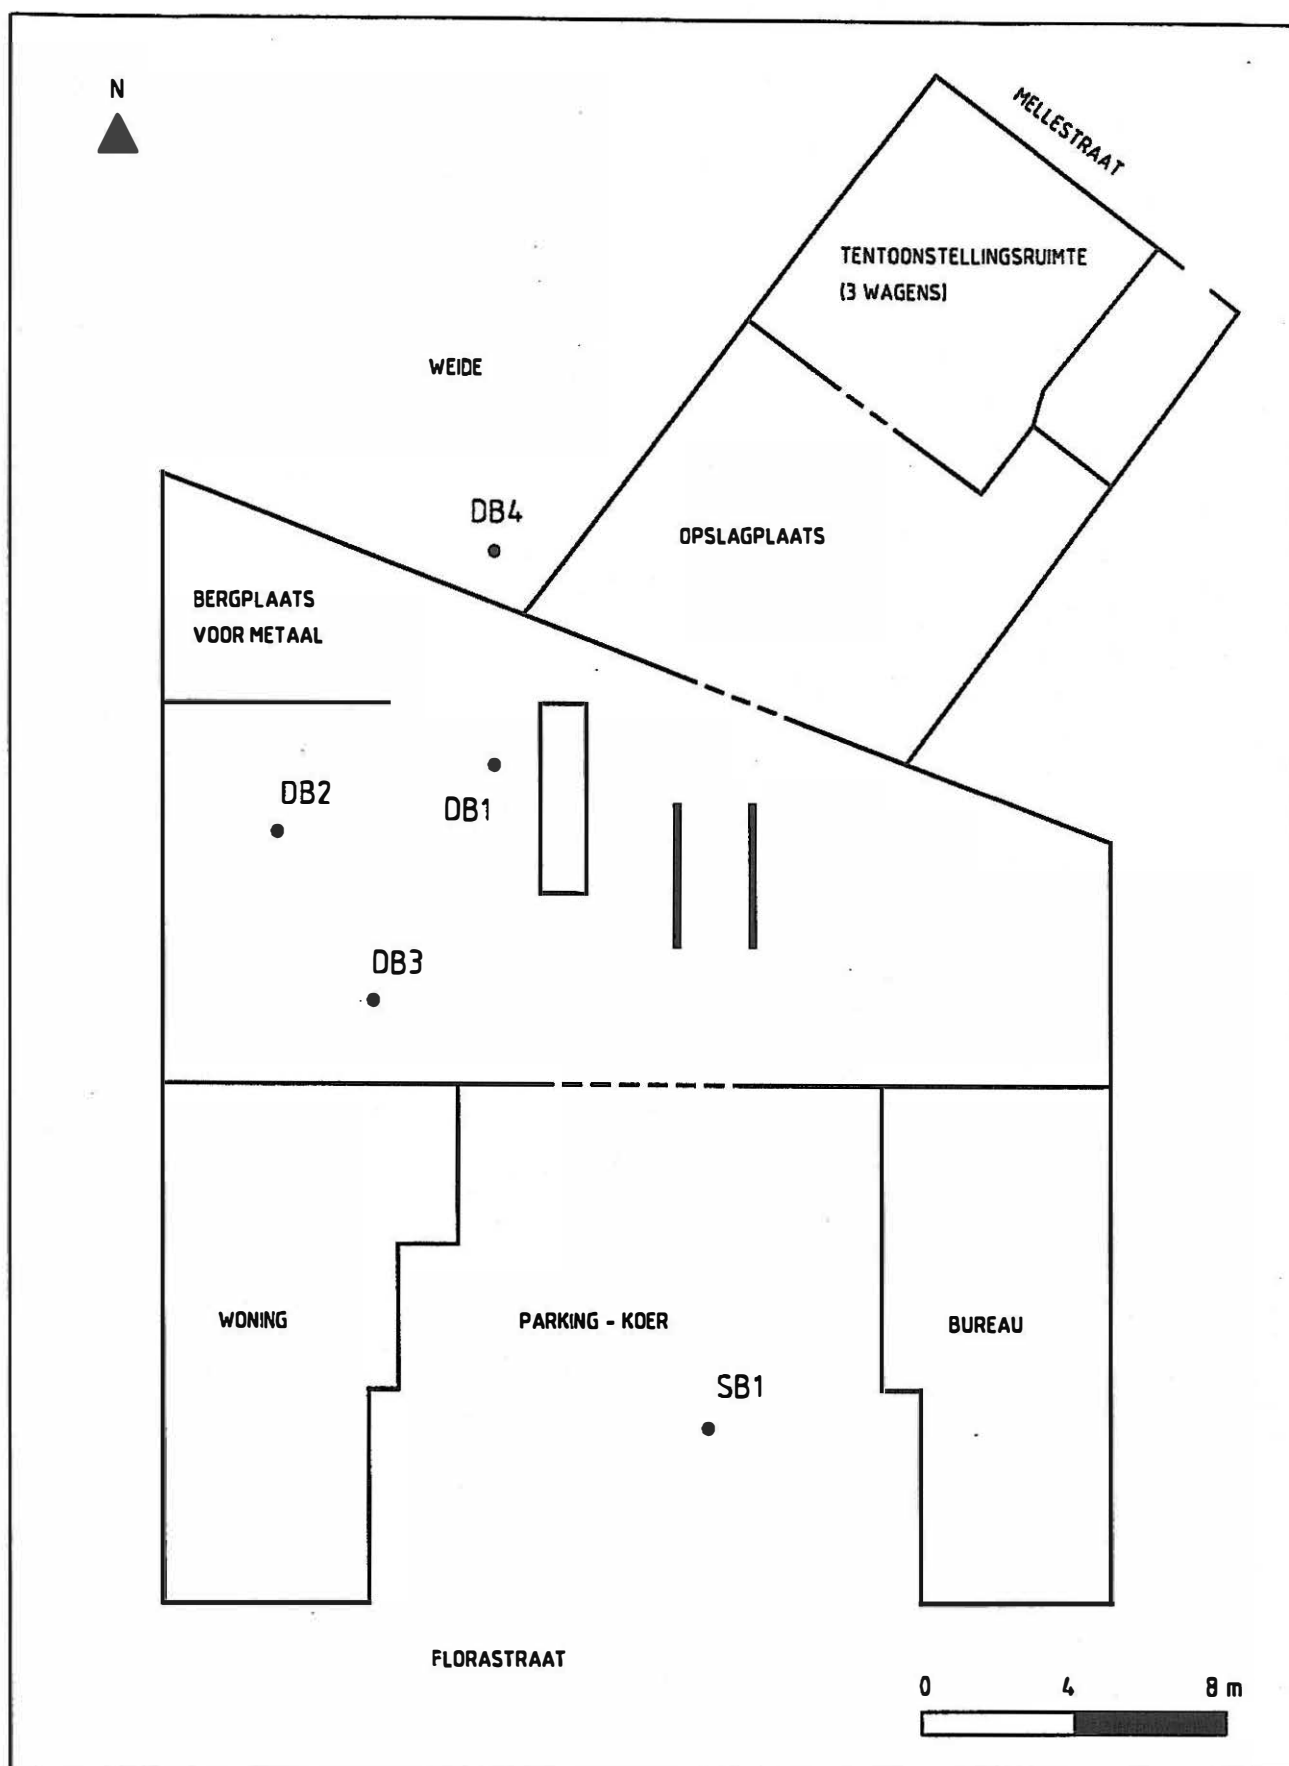 N
MELLESTRAAT
TENTOONSTELLINGSRUIMTE
(3 WAGENS)
WEIDE
DB4
OPSLAGPLAATS
BERGPLAATS
VOOR METAAL
DB2
DB1
DB3
WONING
PARKING - KOER
BUREAU
SB1
FLORASTRAAT
0 4 8 m